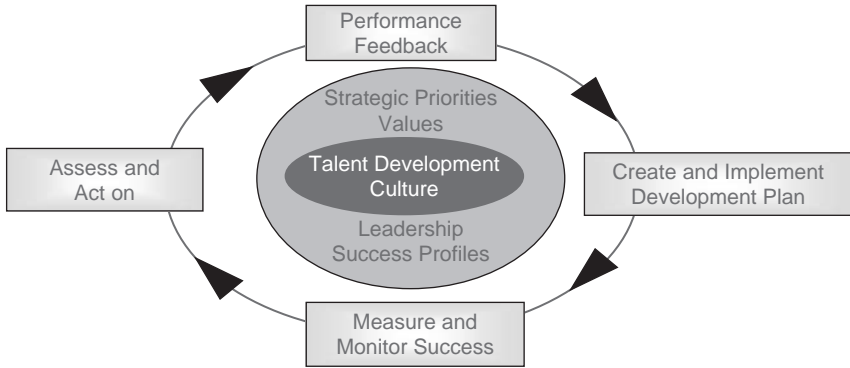 Performance
Feedback
Strategic Priorities
Values
Talent Development
Culture
Leadership
Success Profiles
Assess and
Act on
Create and Implement
Development Plan
Measure and
Monitor Success